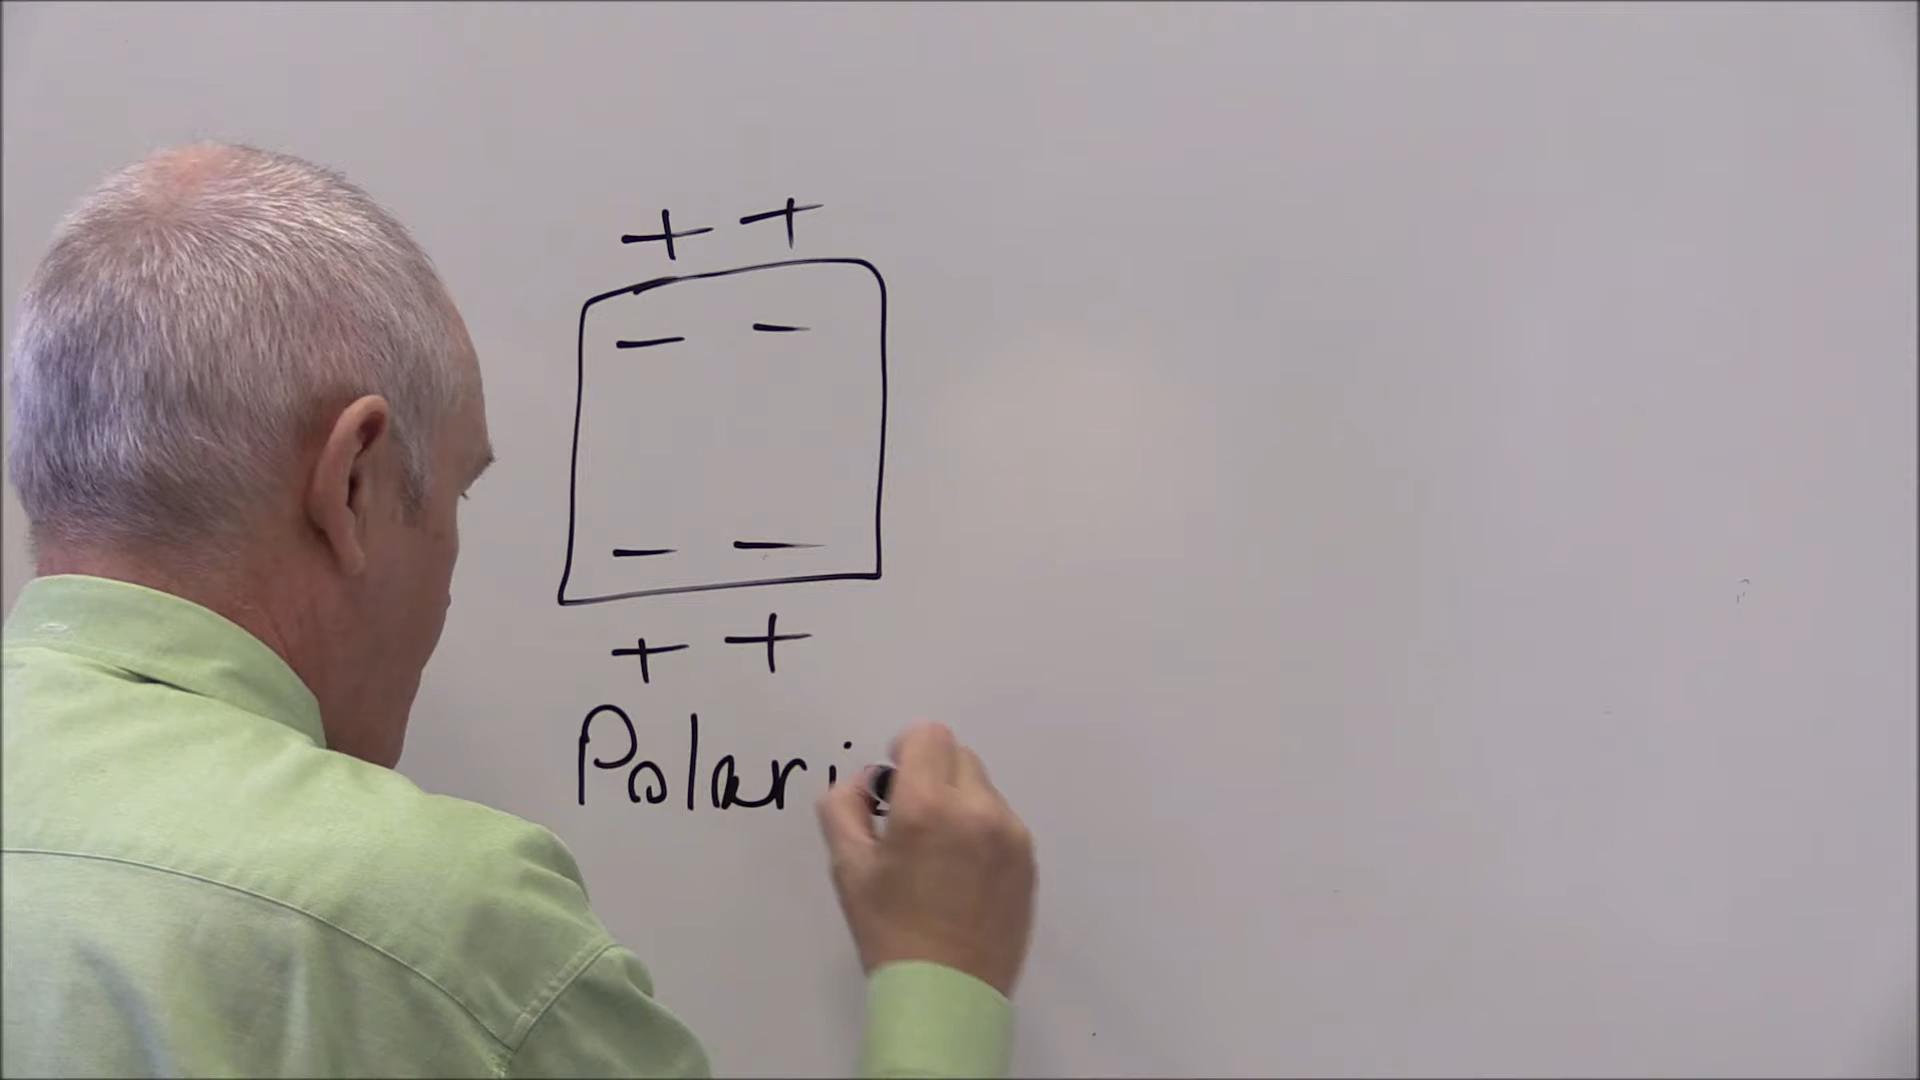 + +
− −
− −
+ +
Polari